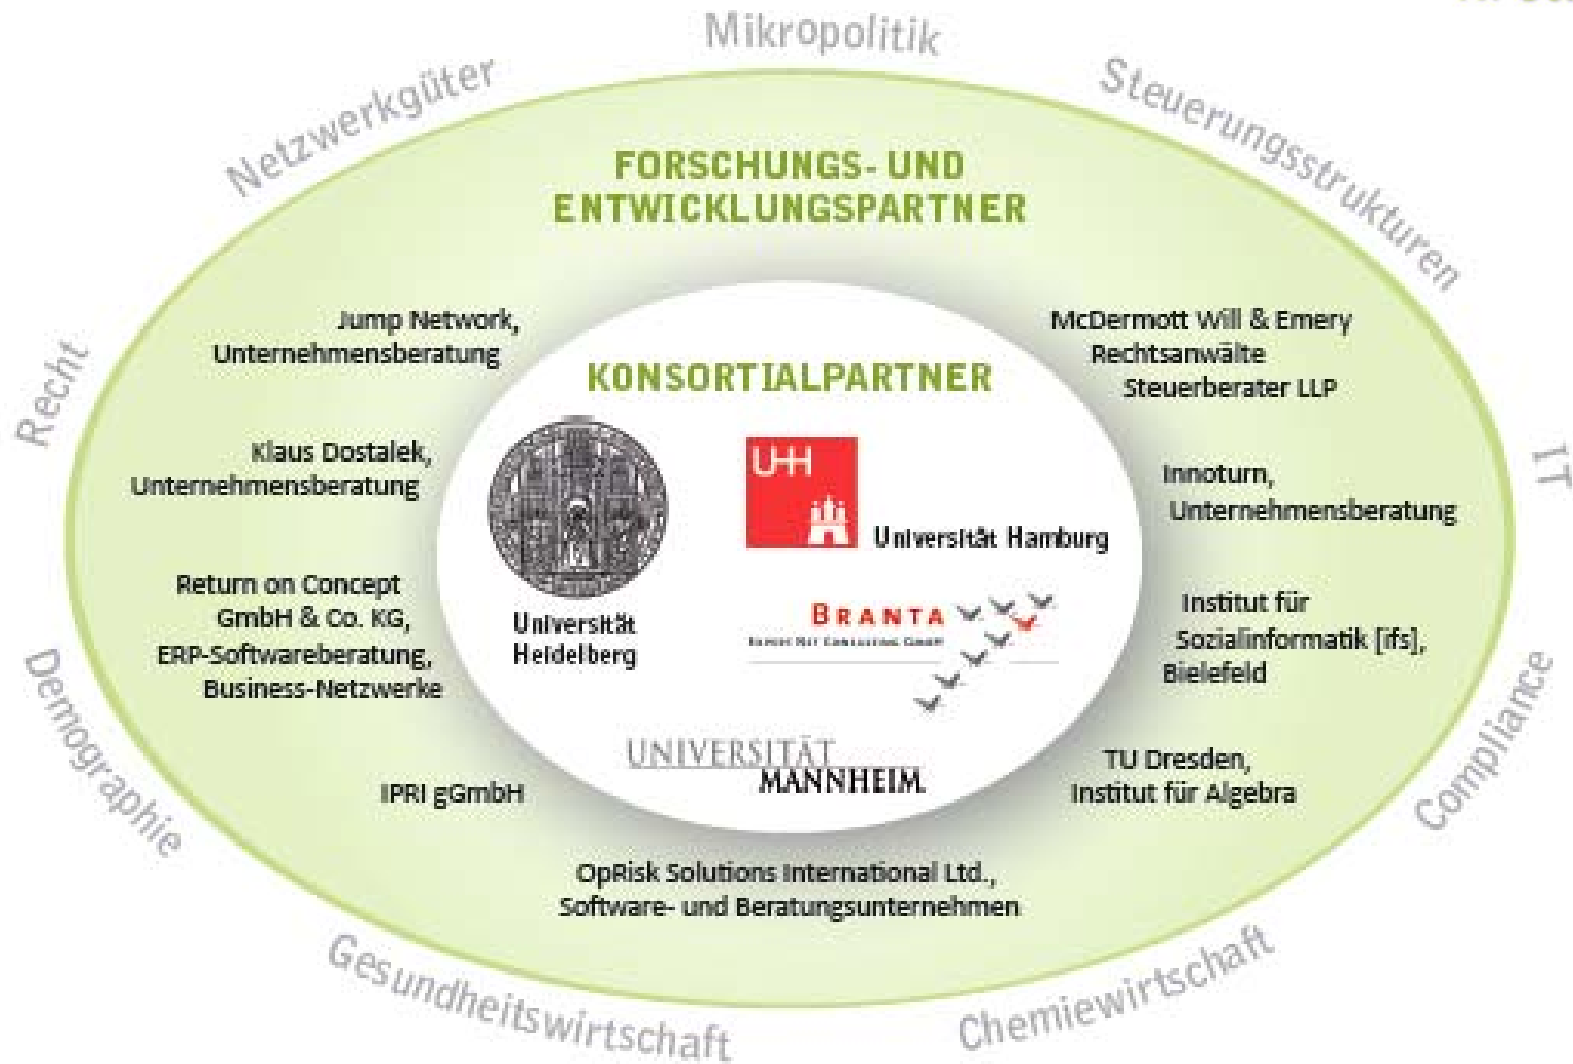 Mikropolitik
Netzwerkgüter
Steuerungsstrukturen
Recht
IT
Demographie
Compliance
Gesundheitswirtschaft
Chemiewirtschaft
FORSCHUNGS- UND
ENTWICKLUNGSPARTNER
Jump Network,
Unternehmensberatung
Klaus Dostalek,
Unternehmensberatung
Return on Concept
GmbH & Co. KG,
ERP-Softwareberatung,
Business-Netzwerke
IPRI gGmbH
OpRisk Solutions International Ltd.,
Software- und Beratungsunternehmen
McDermott Will & Emery
Rechtsanwälte
Steuerberater LLP
Innoturn,
Unternehmensberatung
Institut für
Sozialinformatik [ifs],
Bielefeld
TU Dresden,
Institut für Algebra
KONSORTIALPARTNER
Universität
Heidelberg
UHH
Universität Hamburg
BRANTA
UNIVERSITÄT
MANNHEIM